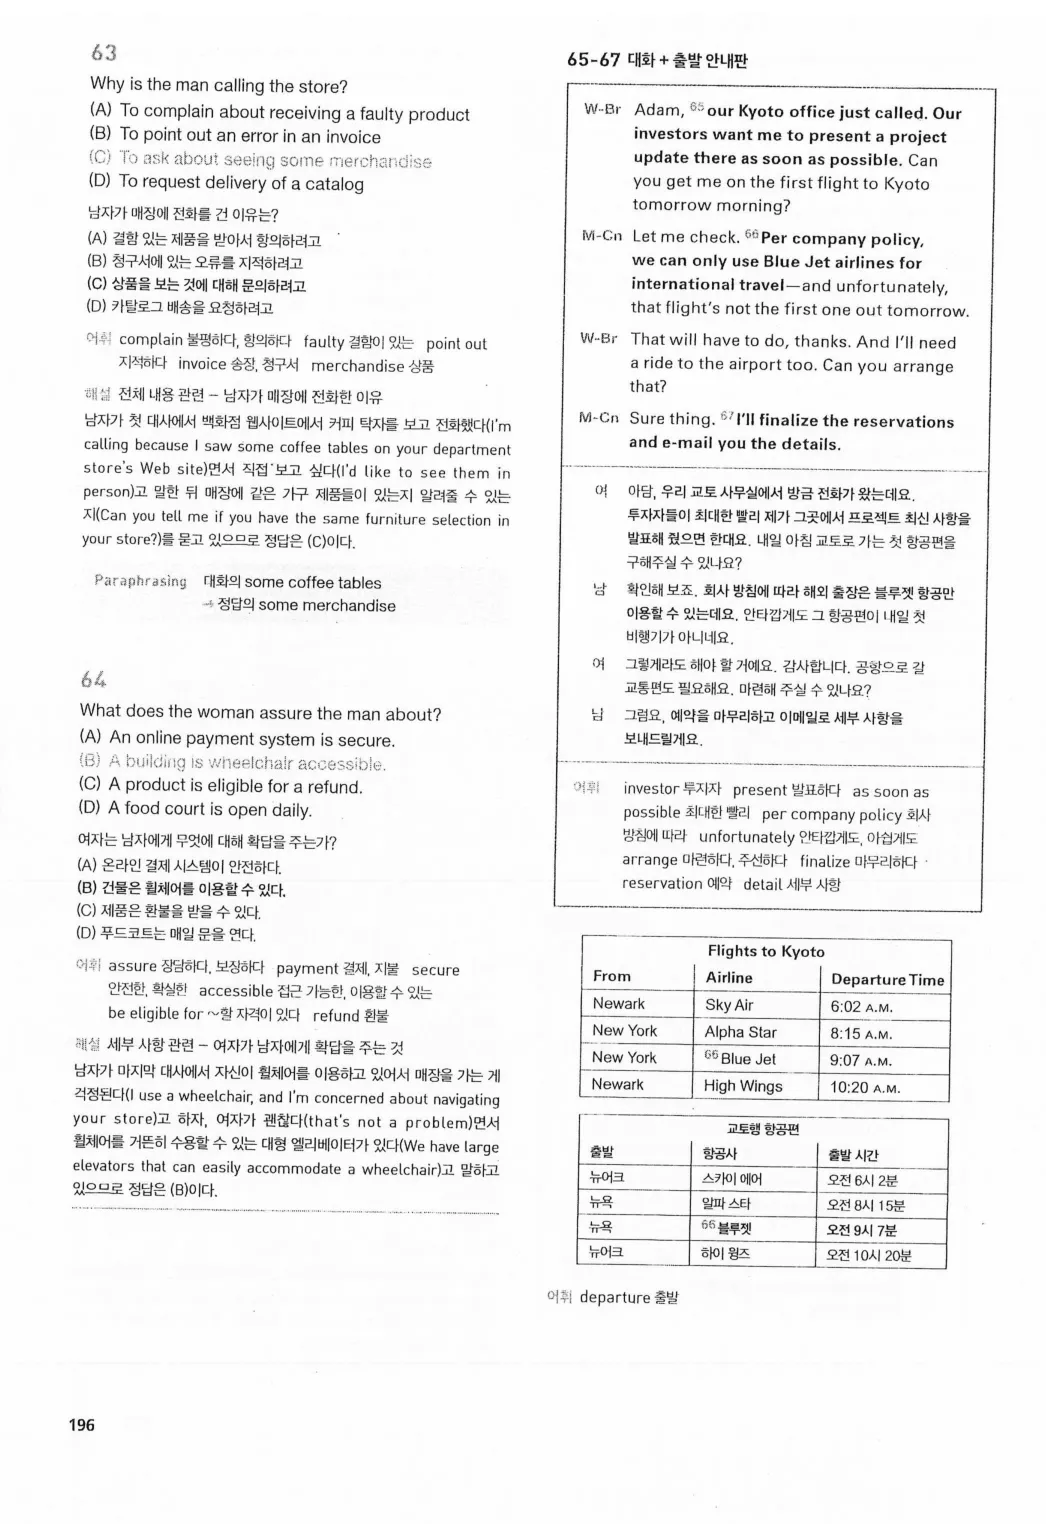 63
Why is the man calling the store?
(A) To complain about receiving a faulty product
(B) To point out an error in an invoice
(C) To ask about seeing some merchandise
(D) To request delivery of a catalog
남자가 매장에 전화를 건 이유는?
(A) 결함 있는 제품을 받아서 항의하려고
(B) 청구서에 있는 오류를 지적하려고
(C) 상품을 보는 것에 대해 문의하려고
(D) 카탈로그 배송을 요청하려고
어휘 complain 불평하다, 항의하다 faulty 결함이 있는 point out
지적하다 invoice 송장, 청구서 merchandise 상품
해설 전체 내용 관련 – 남자가 매장에 전화한 이유
남자가 첫 대사에서 백화점 웹사이트에서 커피 탁자를 보고 전화했다(I'm
calling because I saw some coffee tables on your department
store's Web site)면서 직접 보고 싶다(I'd like to see them in
person)고 말한 뒤 매장에 같은 가구 제품들이 있는지 알려줄 수 있는
지(Can you tell me if you have the same furniture selection in
your store?)를 묻고 있으므로 정답은 (C)이다.
Paraphrasing 대화의 some coffee tables
→ 정답의 some merchandise
64
What does the woman assure the man about?
(A) An online payment system is secure.
(B) A building is wheelchair accessible.
(C) A product is eligible for a refund.
(D) A food court is open daily.
여자는 남자에게 무엇에 대해 확답을 주는가?
(A) 온라인 결제 시스템이 안전하다.
(B) 건물은 휠체어를 이용할 수 있다.
(C) 제품은 환불을 받을 수 있다.
(D) 푸드코트는 매일 문을 연다.
어휘 assure 장담하다, 보장하다 payment 결제, 지불 secure
안전한, 확실한 accessible 접근 가능한, 이용할 수 있는
be eligible for ~할 자격이 있다 refund 환불
해설 세부 사항 관련 – 여자가 남자에게 확답을 주는 것
남자가 마지막 대사에서 자신이 휠체어를 이용하고 있어서 매장을 가는 게
걱정된다(I use a wheelchair, and I'm concerned about navigating
your store)고 하자, 여자가 괜찮다(that's not a problem)면서
휠체어를 거뜬히 수용할 수 있는 대형 엘리베이터가 있다(We have large
elevators that can easily accommodate a wheelchair)고 말하고
있으므로 정답은 (B)이다.
196
65-67 대화 + 출발 안내판
W-Br Adam, 65 our Kyoto office just called. Our
investors want me to present a project
update there as soon as possible. Can
you get me on the first flight to Kyoto
tomorrow morning?
M-Cn Let me check. 66 Per company policy,
we can only use Blue Jet airlines for
international travel—and unfortunately,
that flight's not the first one out tomorrow.
W-Br That will have to do, thanks. And I'll need
a ride to the airport too. Can you arrange
that?
M-Cn Sure thing. 67 I'll finalize the reservations
and e-mail you the details.
여 아담, 우리 교토 사무실에서 방금 전화가 왔는데요.
투자자들이 최대한 빨리 제가 그곳에서 프로젝트 최신 사항을
발표해 줬으면 한대요. 내일 아침 교토로 가는 첫 항공편을
구해주실 수 있나요?
남 확인해 보죠. 회사 방침에 따라 해외 출장은 블루젯 항공만
이용할 수 있는데요. 안타깝게도 그 항공편이 내일 첫
비행기가 아니네요.
여 그렇게라도 해야 할 거예요. 감사합니다. 공항으로 갈
교통편도 필요해요. 마련해 주실 수 있나요?
남 그럼요, 예약을 마무리하고 이메일로 세부 사항을
보내드릴게요.
어휘 investor 투자자 present 발표하다 as soon as
possible 최대한 빨리 per company policy 회사
방침에 따라 unfortunately 안타깝게도, 아쉽게도
arrange 마련하다, 주선하다 finalize 마무리하다
reservation 예약 detail 세부 사항
Flights to Kyoto
From Airline Departure Time
Newark Sky Air 6:02 A.M.
New York Alpha Star 8:15 A.M.
New York 66 Blue Jet 9:07 A.M.
Newark High Wings 10:20 A.M.
교토행 항공편
출발 항공사 출발 시간
뉴어크 스카이 에어 오전 6시 2분
뉴욕 알파 스타 오전 8시 15분
뉴욕 66 블루젯 오전 9시 7분
뉴어크 하이 윙즈 오전 10시 20분
어휘 departure 출발